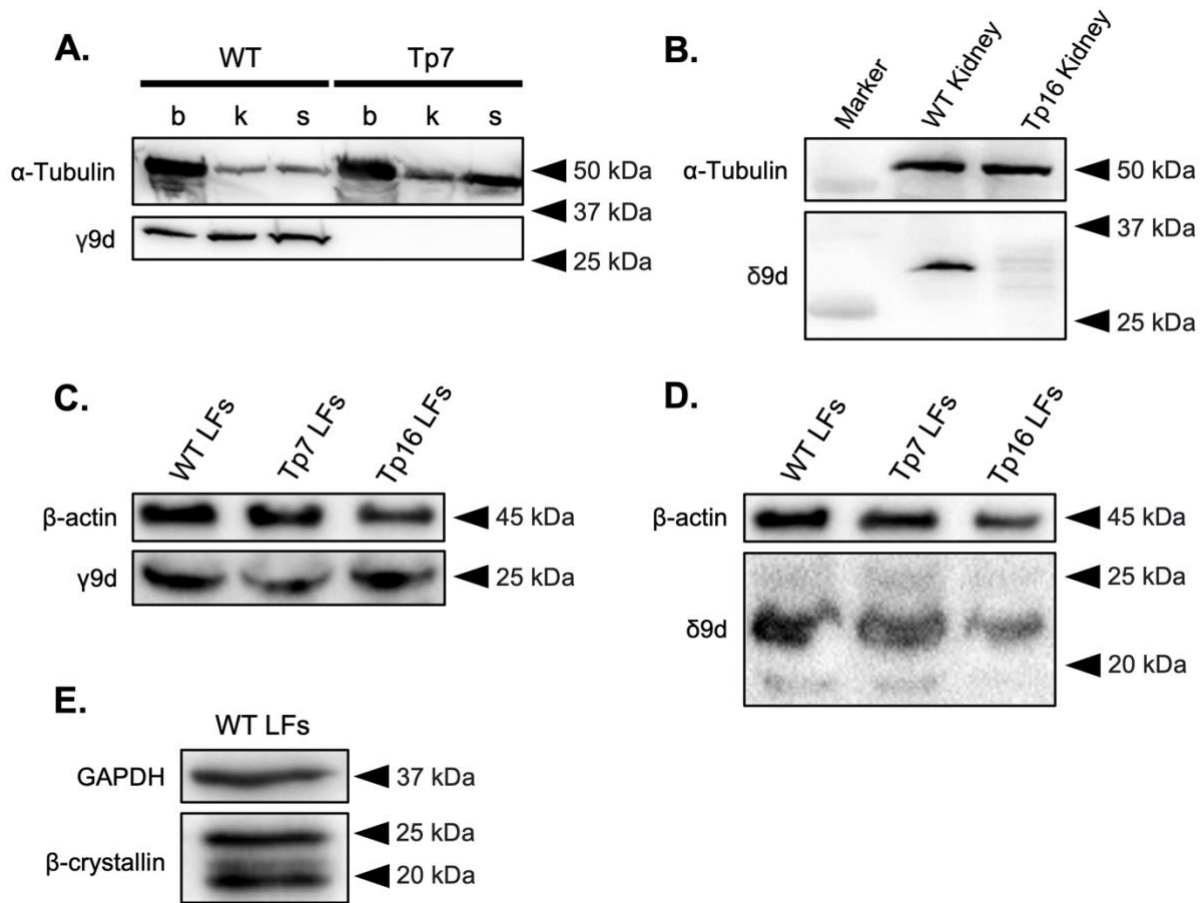 A.
WT Tp7
b k s b k s
α-Tubulin
50 kDa
37 kDa
γ9d
25 kDa
B.
Marker
WT Kidney
Tp16 Kidney
α-Tubulin
50 kDa
37 kDa
δ9d
25 kDa
C.
WT LFs
Tp7 LFs
Tp16 LFs
β-actin
45 kDa
γ9d
25 kDa
D.
WT LFs
Tp7 LFs
Tp16 LFs
β-actin
45 kDa
25 kDa
δ9d
20 kDa
E.
WT LFs
GAPDH
37 kDa
25 kDa
β-crystallin
20 kDa